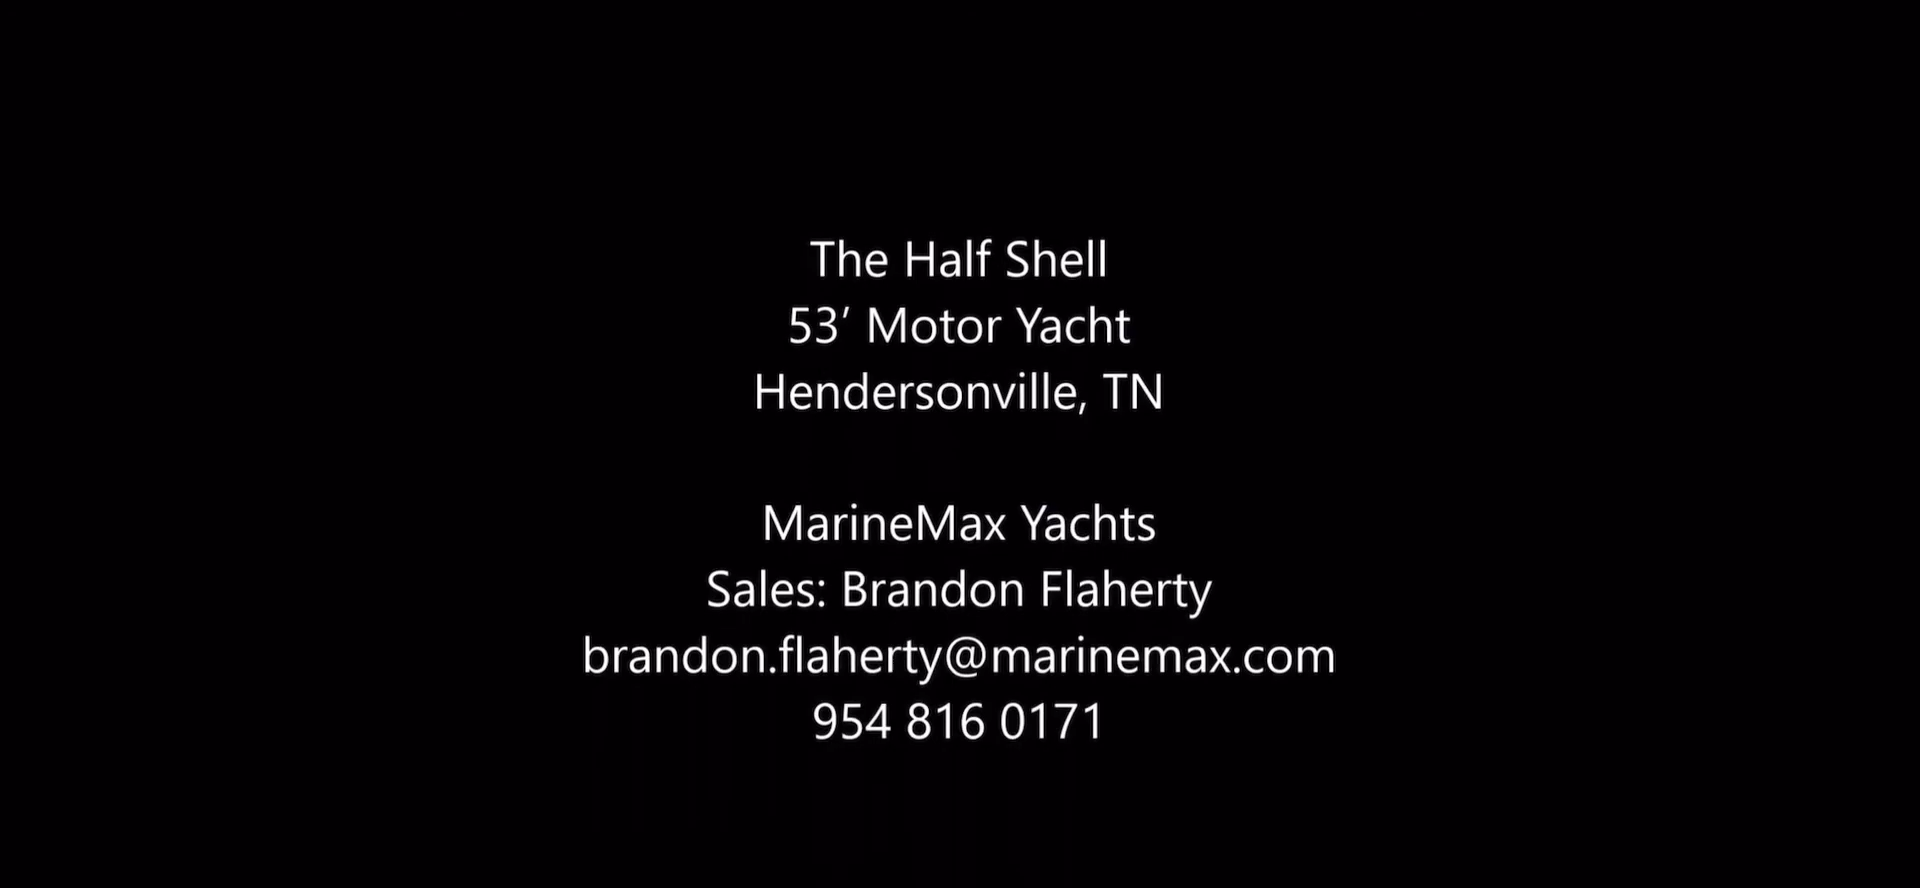 The Half Shell
53’ Motor Yacht
Hendersonville, TN
MarineMax Yachts
Sales: Brandon Flaherty
brandon.flaherty@marinemax.com
954 816 0171